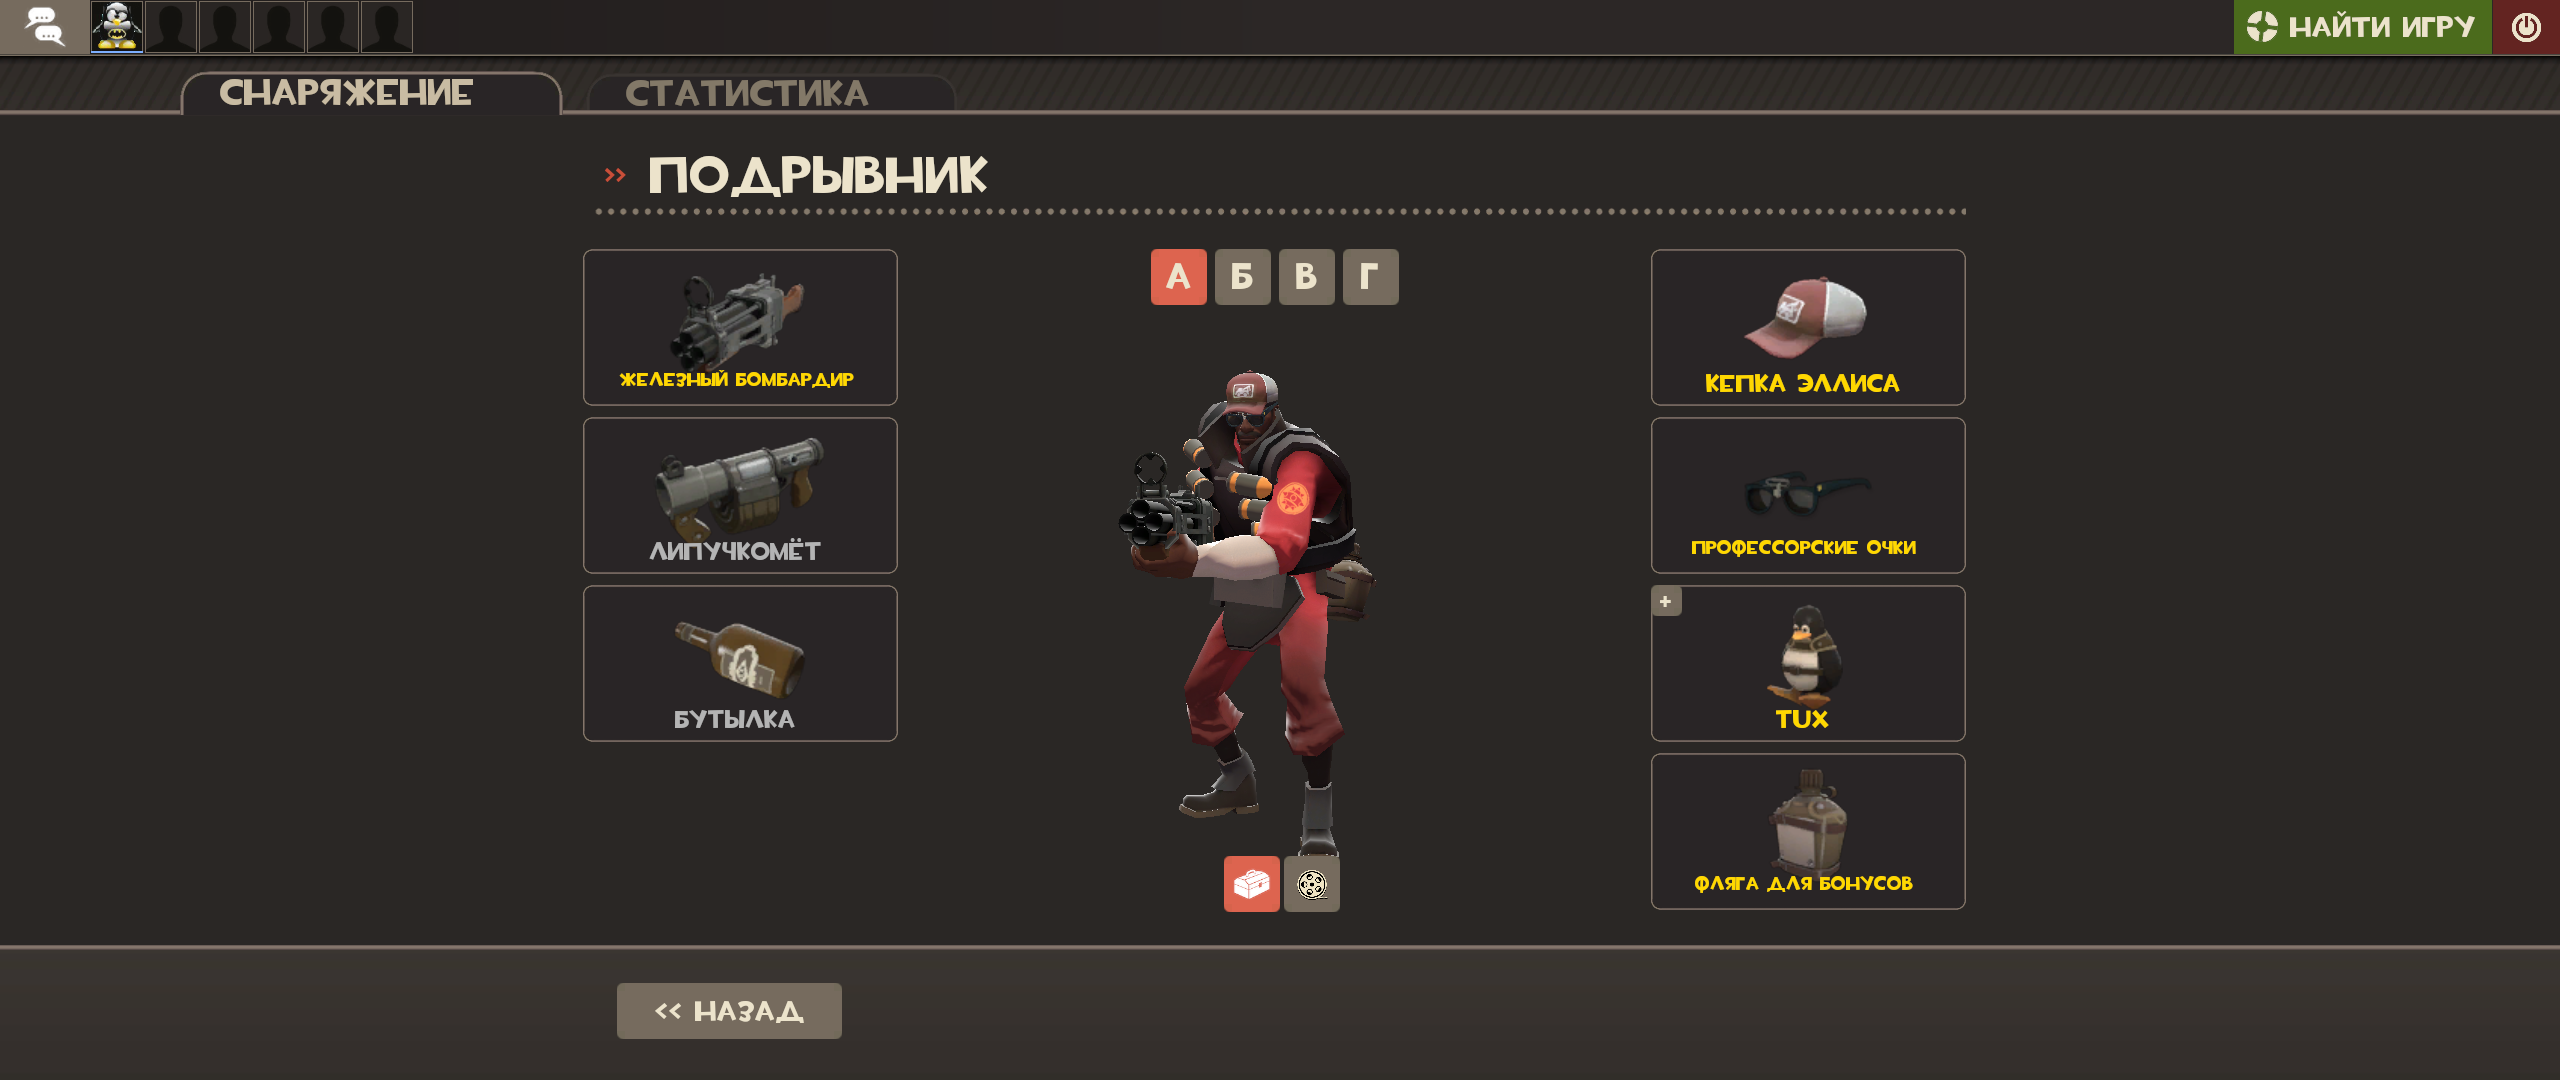 НАЙТИ ИГРУ
СНАРЯЖЕНИЕ
СТАТИСТИКА
>> ПОДРЫВНИК
А Б В Г
ЖЕЛЕЗНЫЙ БОМБАРДИР
ЛИПУЧКОМЁТ
БУТЫЛКА
КЕПКА ЭЛЛИСА
ПРОФЕССОРСКИЕ ОЧКИ
+
TUX
ФЛЯГА ДЛЯ БОНУСОВ
<< НАЗАД